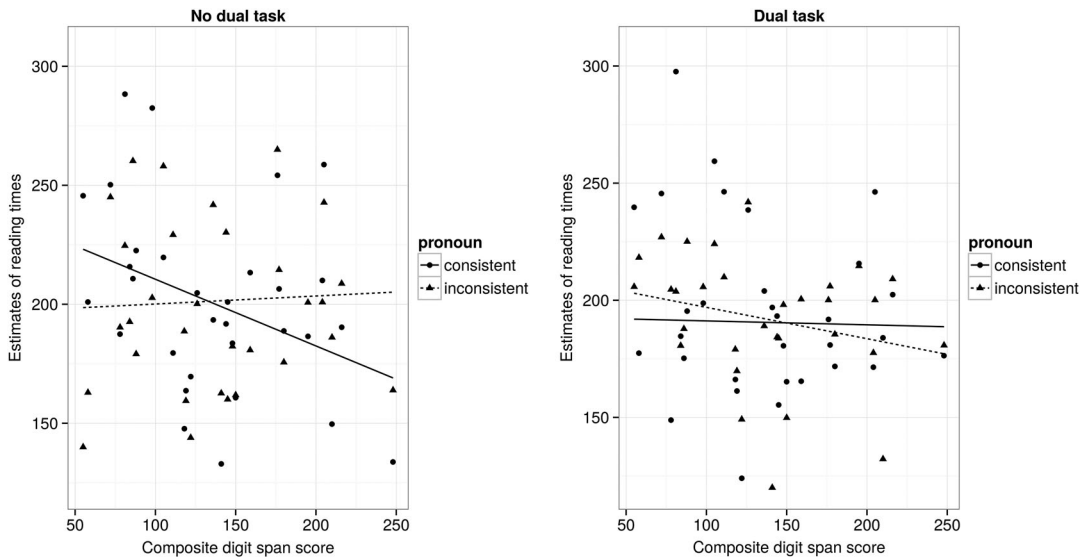 No dual task
300
250
200
150
50
100
150
200
250
Composite digit span score
Estimates of reading times
pronoun
consistent
inconsistent
Dual task
300
250
200
150
50
100
150
200
250
Composite digit span score
Estimates of reading times
pronoun
consistent
inconsistent